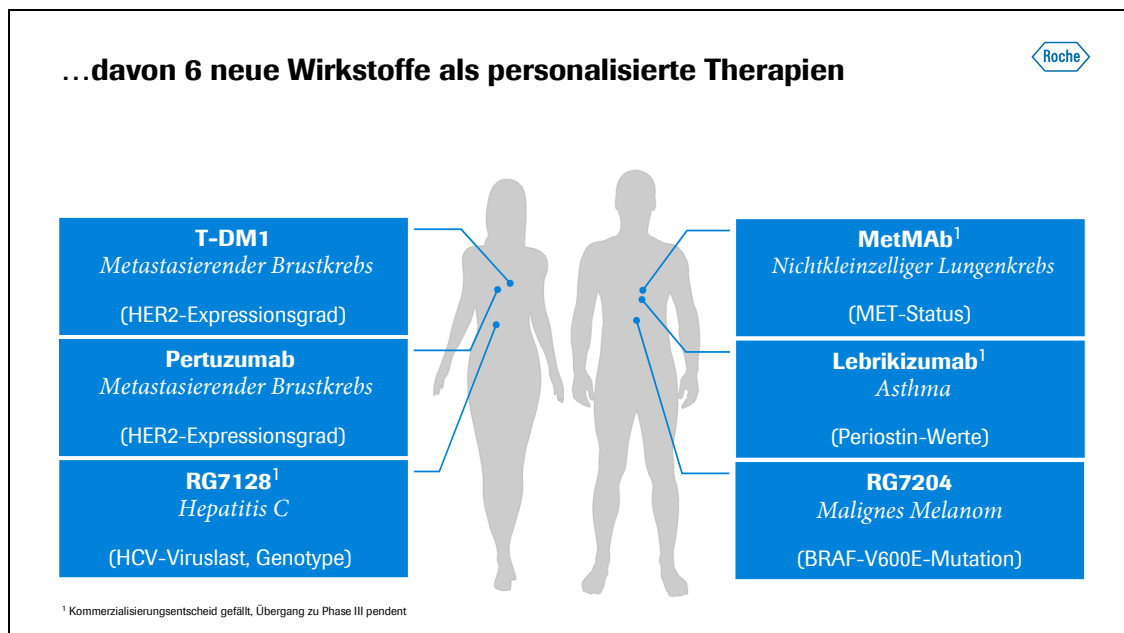 ...davon 6 neue Wirkstoffe als personalisierte Therapien
Roche
T-DM1
Metastasierender Brustkrebs
(HER2-Expressionsgrad)
Pertuzumab
Metastasierender Brustkrebs
(HER2-Expressionsgrad)
RG7128¹
Hepatitis C
(HCV-Viruslast, Genotype)
MetMAb¹
Nichtkleinzelliger Lungenkrebs
(MET-Status)
Lebrikizumab¹
Asthma
(Periostin-Werte)
RG7204
Malignes Melanom
(BRAF-V600E-Mutation)
¹ Kommerzialisierungsentscheid gefällt, Übergang zu Phase III pendent